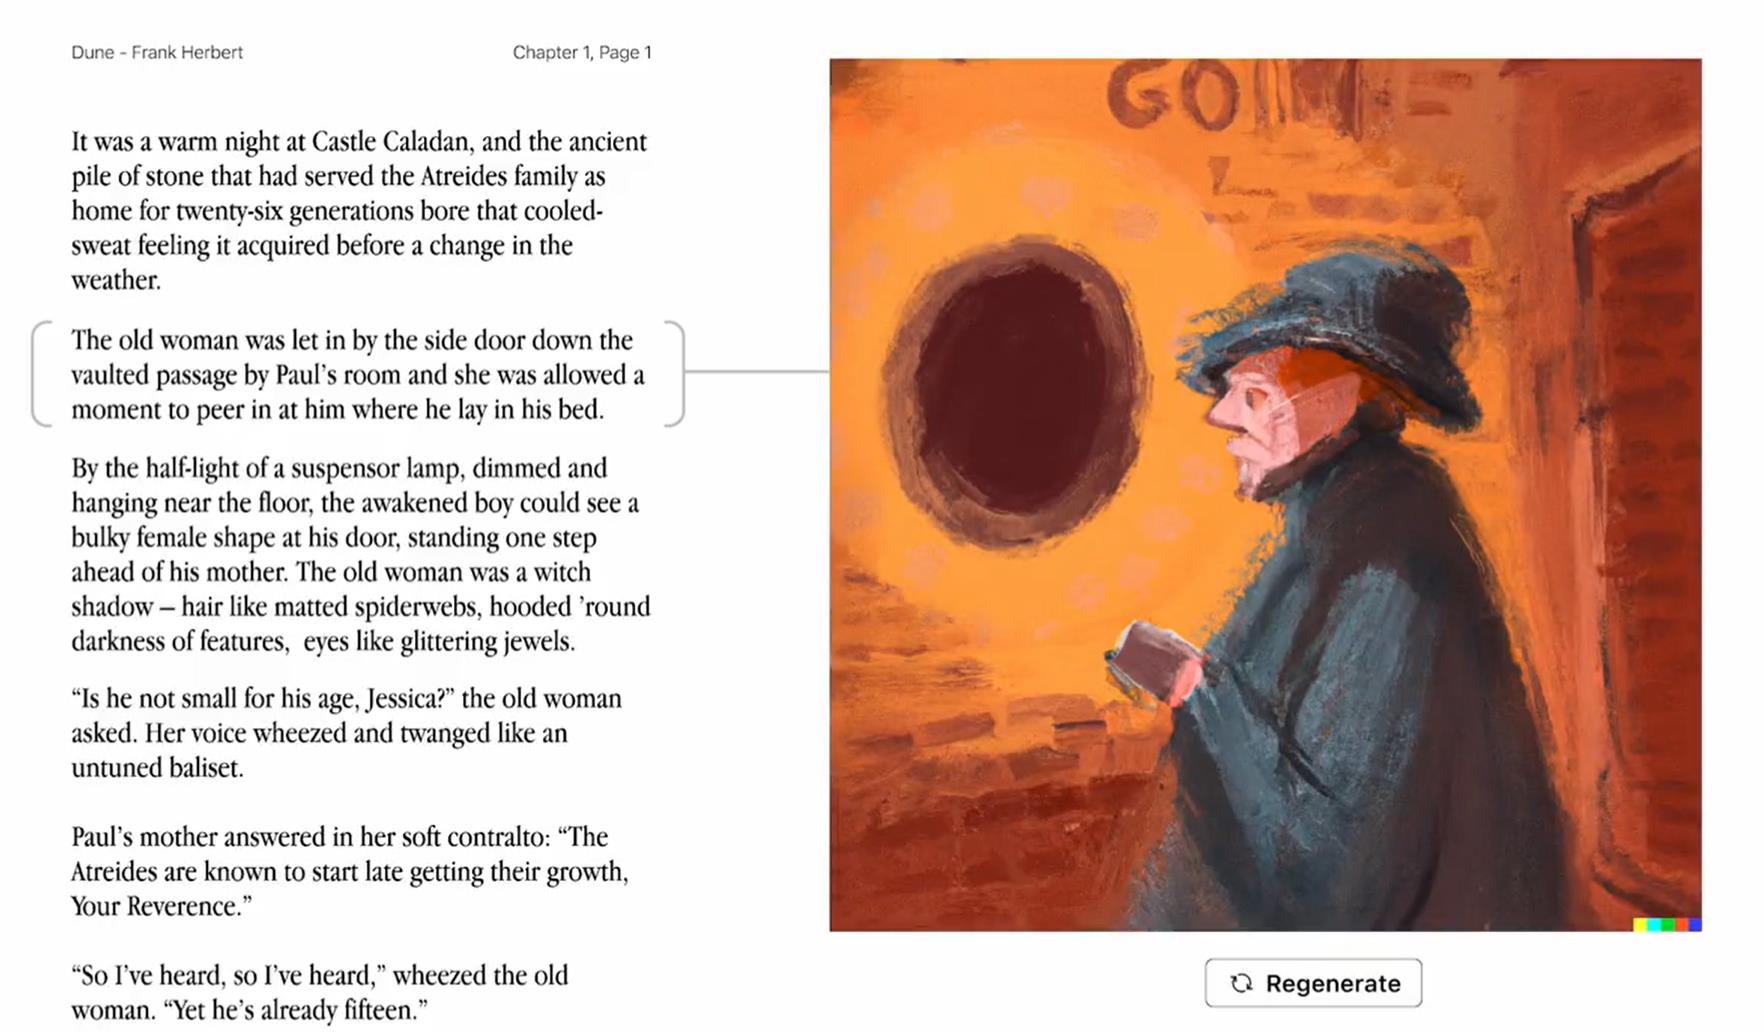 Dune - Frank Herbert
Chapter 1, Page 1
It was a warm night at Castle Caladan, and the ancient
pile of stone that had served the Atreides family as
home for twenty-six generations bore that cooled-
sweat feeling it acquired before a change in the
weather.
The old woman was let in by the side door down the
vaulted passage by Paul’s room and she was allowed a
moment to peer in at him where he lay in his bed.
By the half-light of a suspensor lamp, dimmed and
hanging near the floor, the awakened boy could see a
bulky female shape at his door, standing one step
ahead of his mother. The old woman was a witch
shadow – hair like matted spiderwebs, hooded ’round
darkness of features,  eyes like glittering jewels.
“Is he not small for his age, Jessica?” the old woman
asked. Her voice wheezed and twanged like an
untuned baliset.
Paul’s mother answered in her soft contralto: “The
Atreides are known to start late getting their growth,
Your Reverence.”
“So I’ve heard, so I’ve heard,” wheezed the old
woman. “Yet he’s already fifteen.”
GO
Regenerate